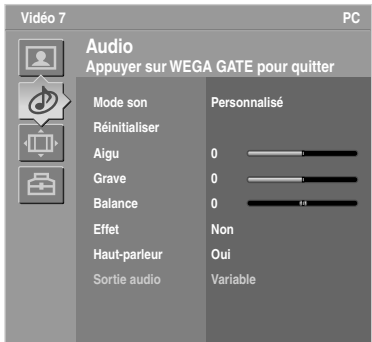 Vidéo 7 PC
Audio
Appuyer sur WEGA GATE pour quitter
Mode son Personnalisé
Réinitialiser
Aigu 0
Grave 0
Balance 0
Effet Non
Haut-parleur Oui
Sortie audio Variable